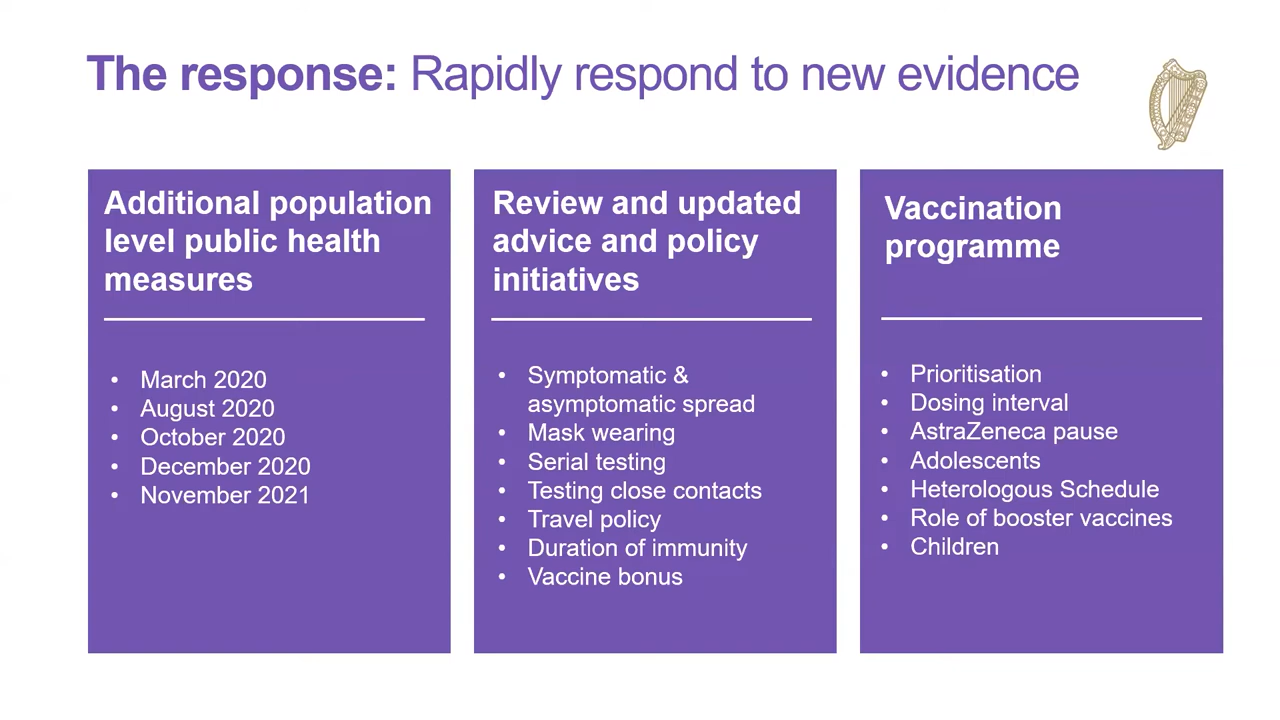 The response: Rapidly respond to new evidence
Additional population
level public health
measures
• March 2020
• August 2020
• October 2020
• December 2020
• November 2021
Review and updated
advice and policy
initiatives
• Symptomatic &
asymptomatic spread
• Mask wearing
• Serial testing
• Testing close contacts
• Travel policy
• Duration of immunity
• Vaccine bonus
Vaccination
programme
• Prioritisation
• Dosing interval
• AstraZeneca pause
• Adolescents
• Heterologous Schedule
• Role of booster vaccines
• Children